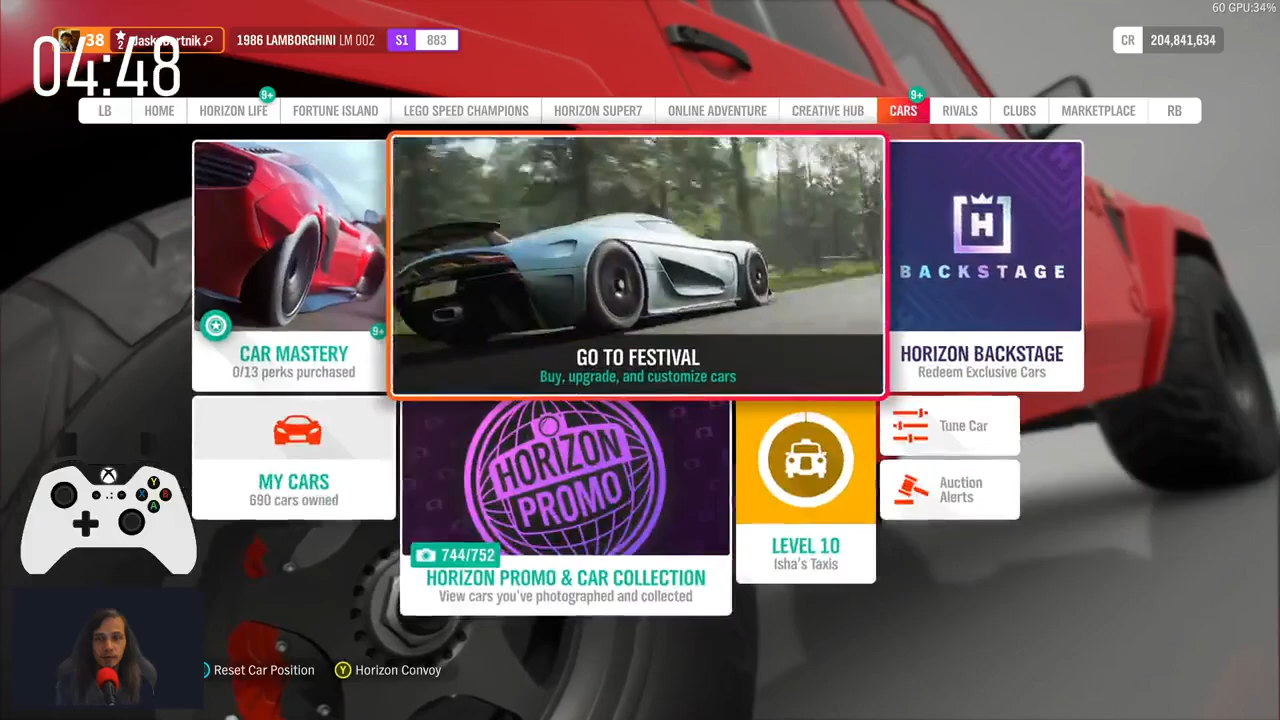 60 GPU:34%
38
2
1986 LAMBORGHINI LM 002
S1 883
CR 204,841,634
04:48
9+
9+
LB
HOME
HORIZON LIFE
FORTUNE ISLAND
LEGO SPEED CHAMPIONS
HORIZON SUPER7
ONLINE ADVENTURE
CREATIVE HUB
CARS
RIVALS
CLUBS
MARKETPLACE
RB
9+
CAR MASTERY
0/13 perks purchased
GO TO FESTIVAL
Buy, upgrade, and customize cars
H
BACKSTAGE
HORIZON BACKSTAGE
Redeem Exclusive Cars
MY CARS
690 cars owned
HORIZON
PROMO
744/752
HORIZON PROMO & CAR COLLECTION
View cars you've photographed and collected
LEVEL 10
Isha's Taxis
Tune Car
Auction
Alerts
Y
X
B
A
Reset Car Position
Y Horizon Convoy